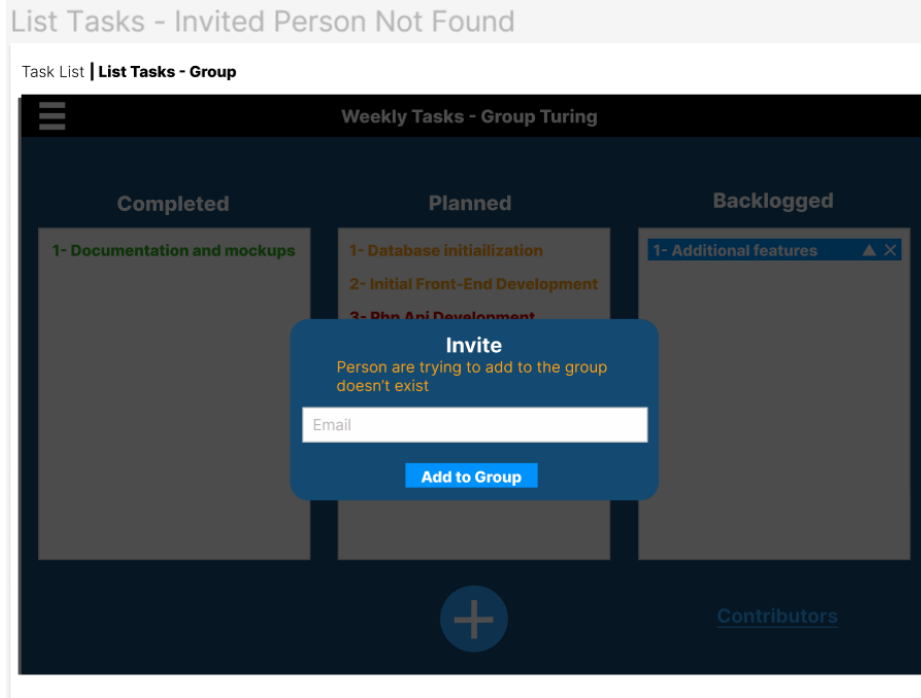 List Tasks - Invited Person Not Found
Task List | List Tasks - Group
Weekly Tasks - Group Turing
Completed
Planned
Backlogged
1- Documentation and mockups
1- Database initiailization
2- Initial Front-End Development
3- Php Api Development
1- Additional features
Invite
Person are trying to add to the group
doesn't exist
Email
Add to Group
Contributors